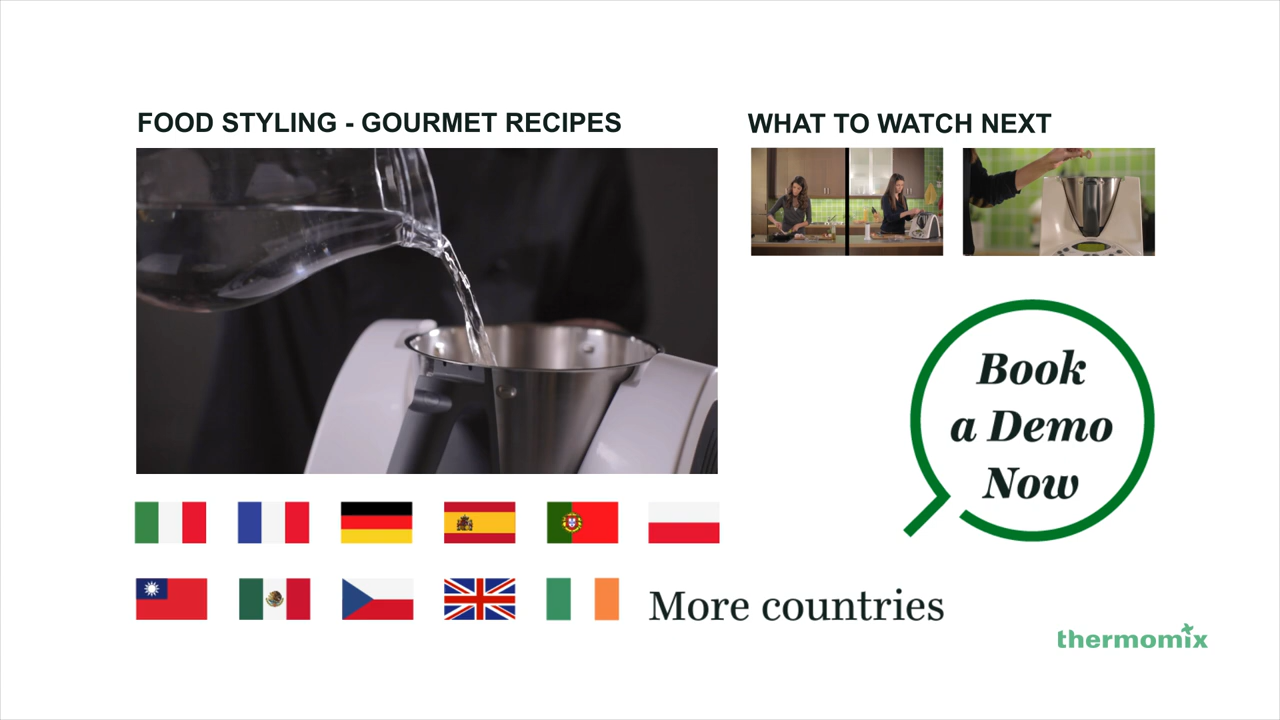 FOOD STYLING - GOURMET RECIPES
WHAT TO WATCH NEXT
Book
a Demo
Now
More countries
thermomix